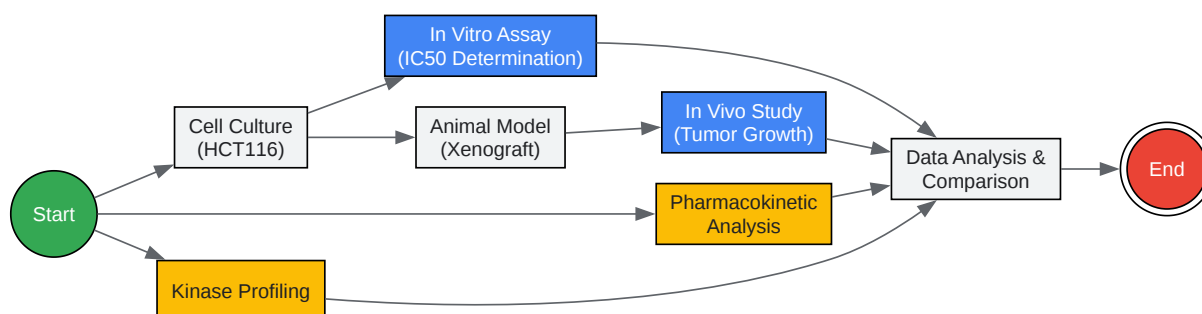 Start
Cell Culture
(HCT116)
In Vitro Assay
(IC50 Determination)
Animal Model
(Xenograft)
In Vivo Study
(Tumor Growth)
Pharmacokinetic
Analysis
Kinase Profiling
Data Analysis &
Comparison
End